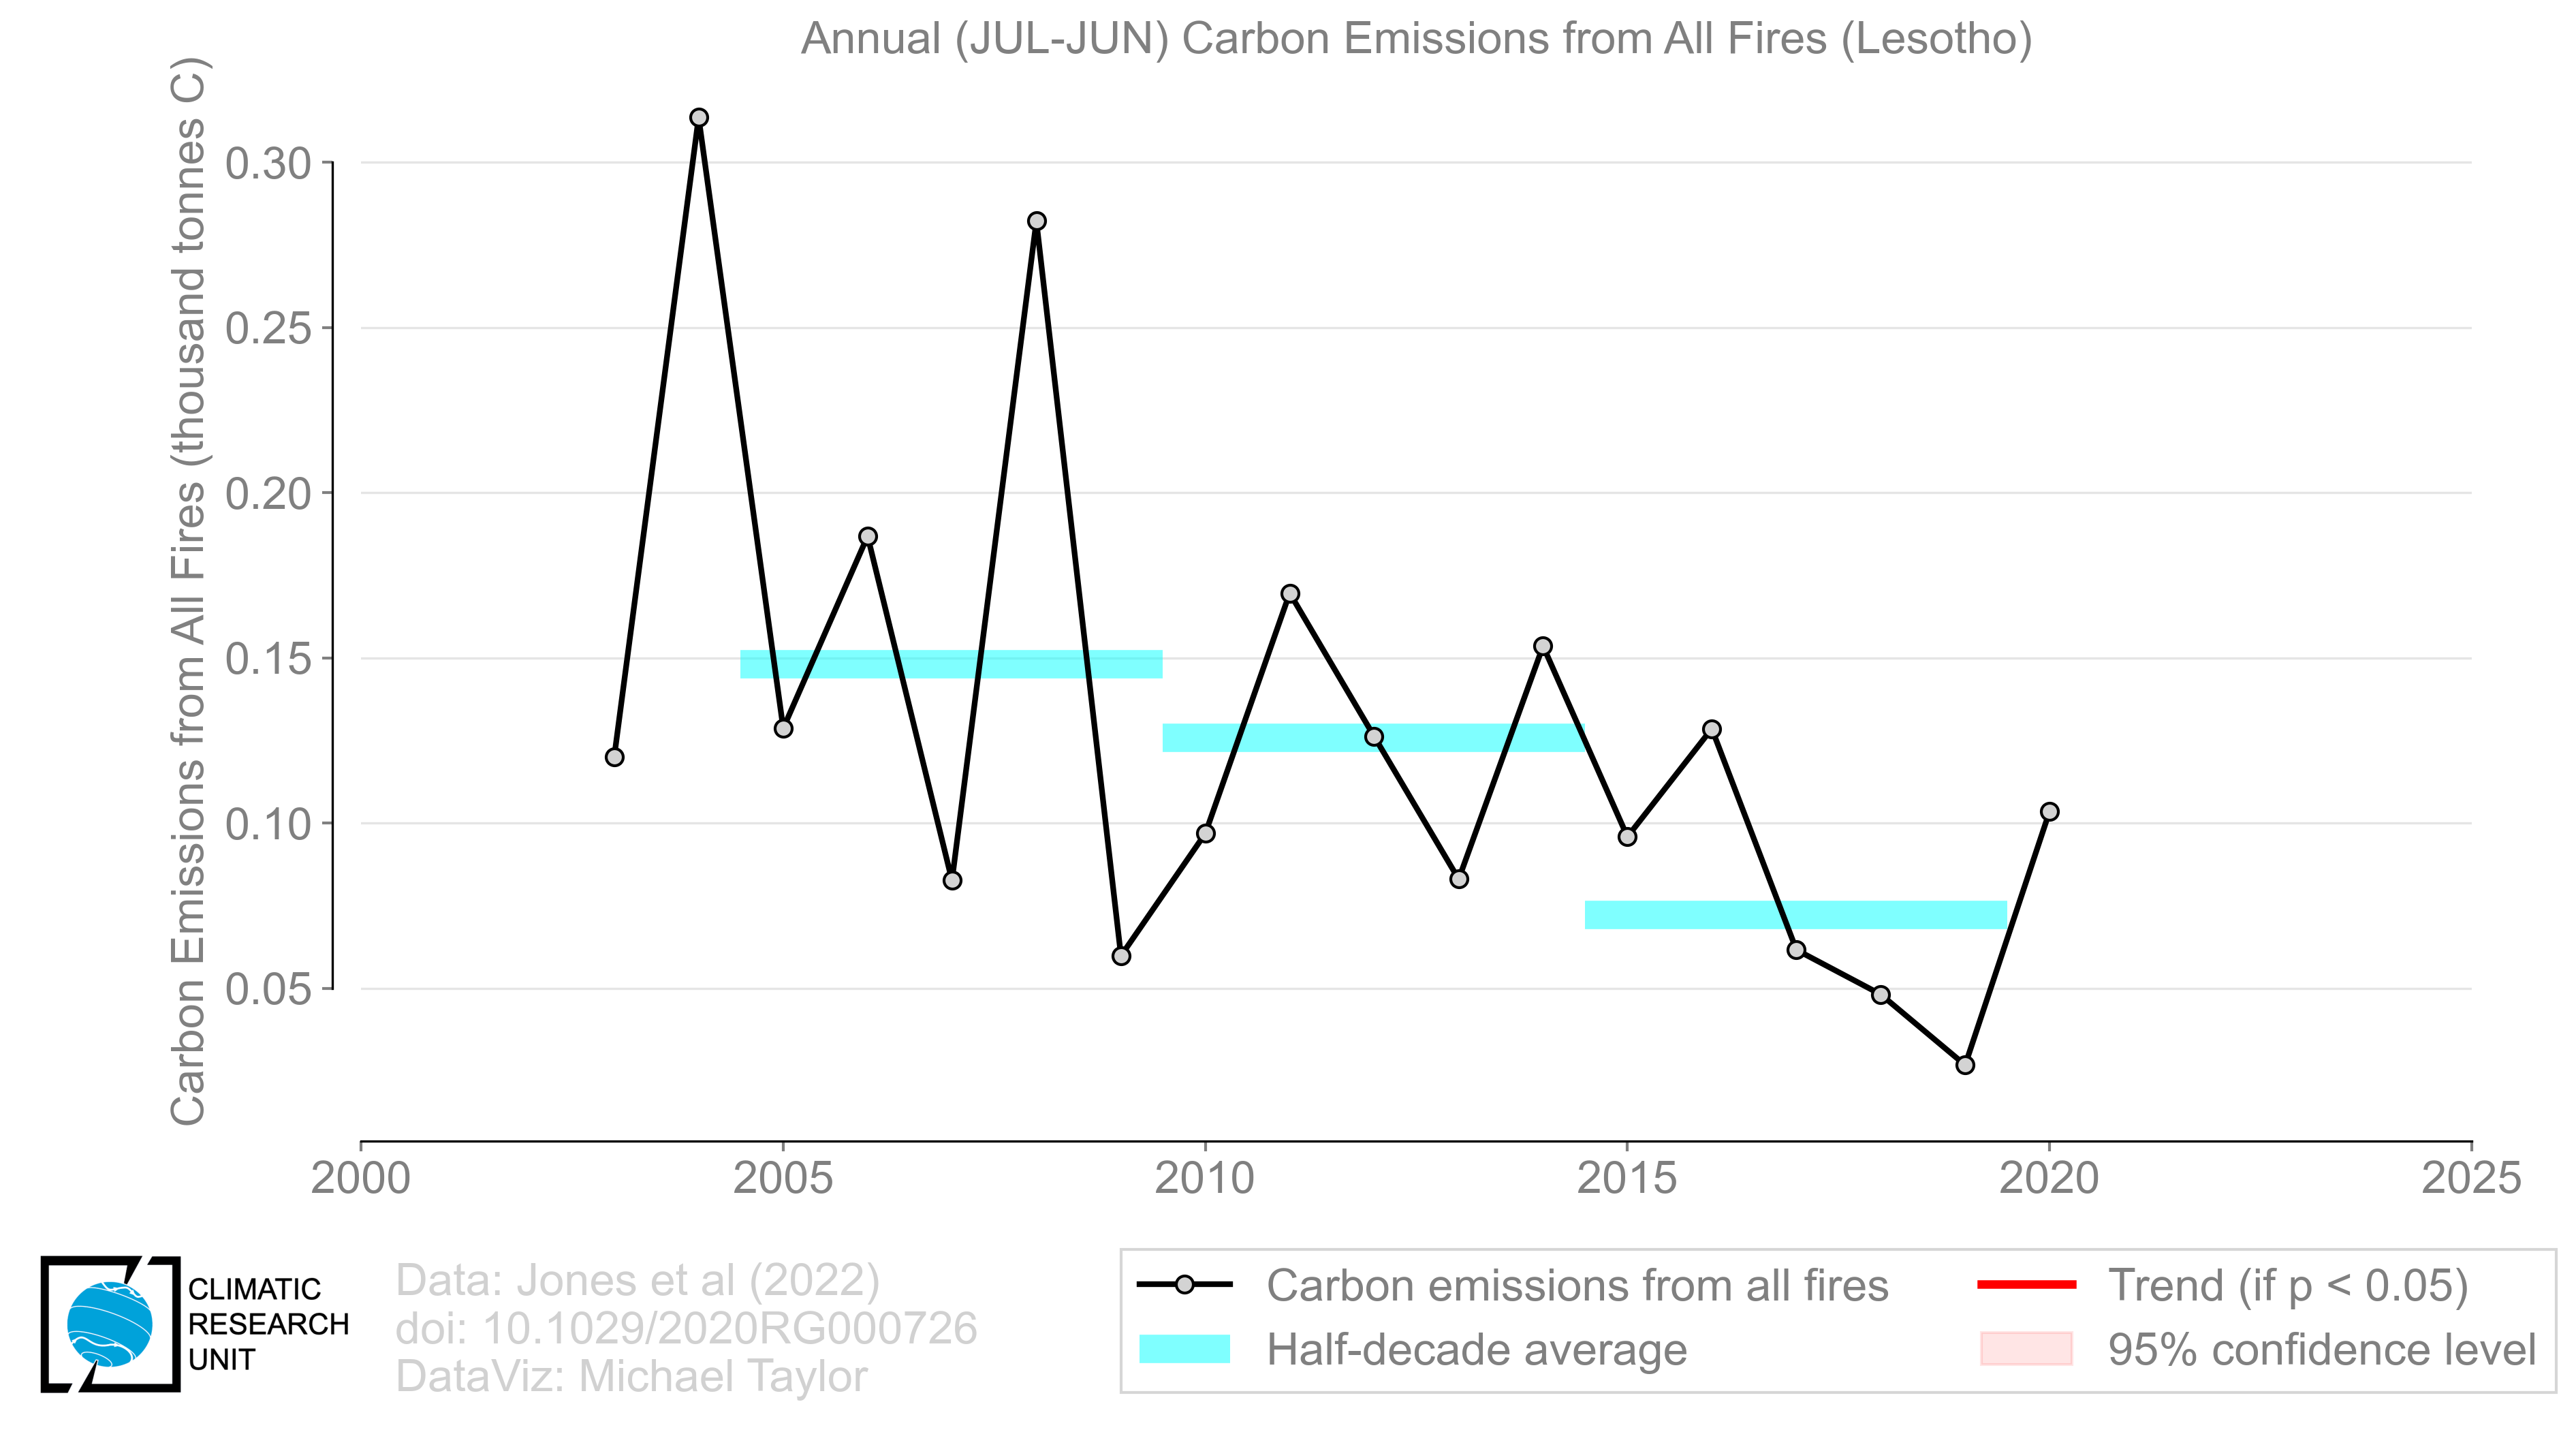 Annual (JUL-JUN) Carbon Emissions from All Fires (Lesotho)
Carbon Emissions from All Fires (thousand tonnes C)
0.30
0.25
0.20
0.15
0.10
0.05
2000 2005 2010 2015 2020 2025
CLIMATIC
RESEARCH
UNIT
Data: Jones et al (2022)
doi: 10.1029/2020RG000726
DataViz: Michael Taylor
Carbon emissions from all fires
Half-decade average
Trend (if p < 0.05)
95% confidence level